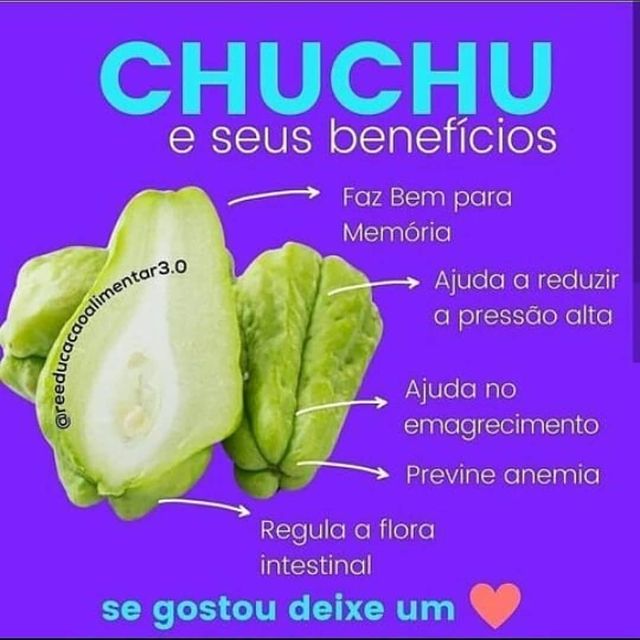 CHUCHU
e seus benefícios
Faz Bem para
Memória
@reeducacaoalimentar3.0
Ajuda a reduzir
a pressão alta
Ajuda no
emagrecimento
Previne anemia
Regula a flora
intestinal
se gostou deixe um